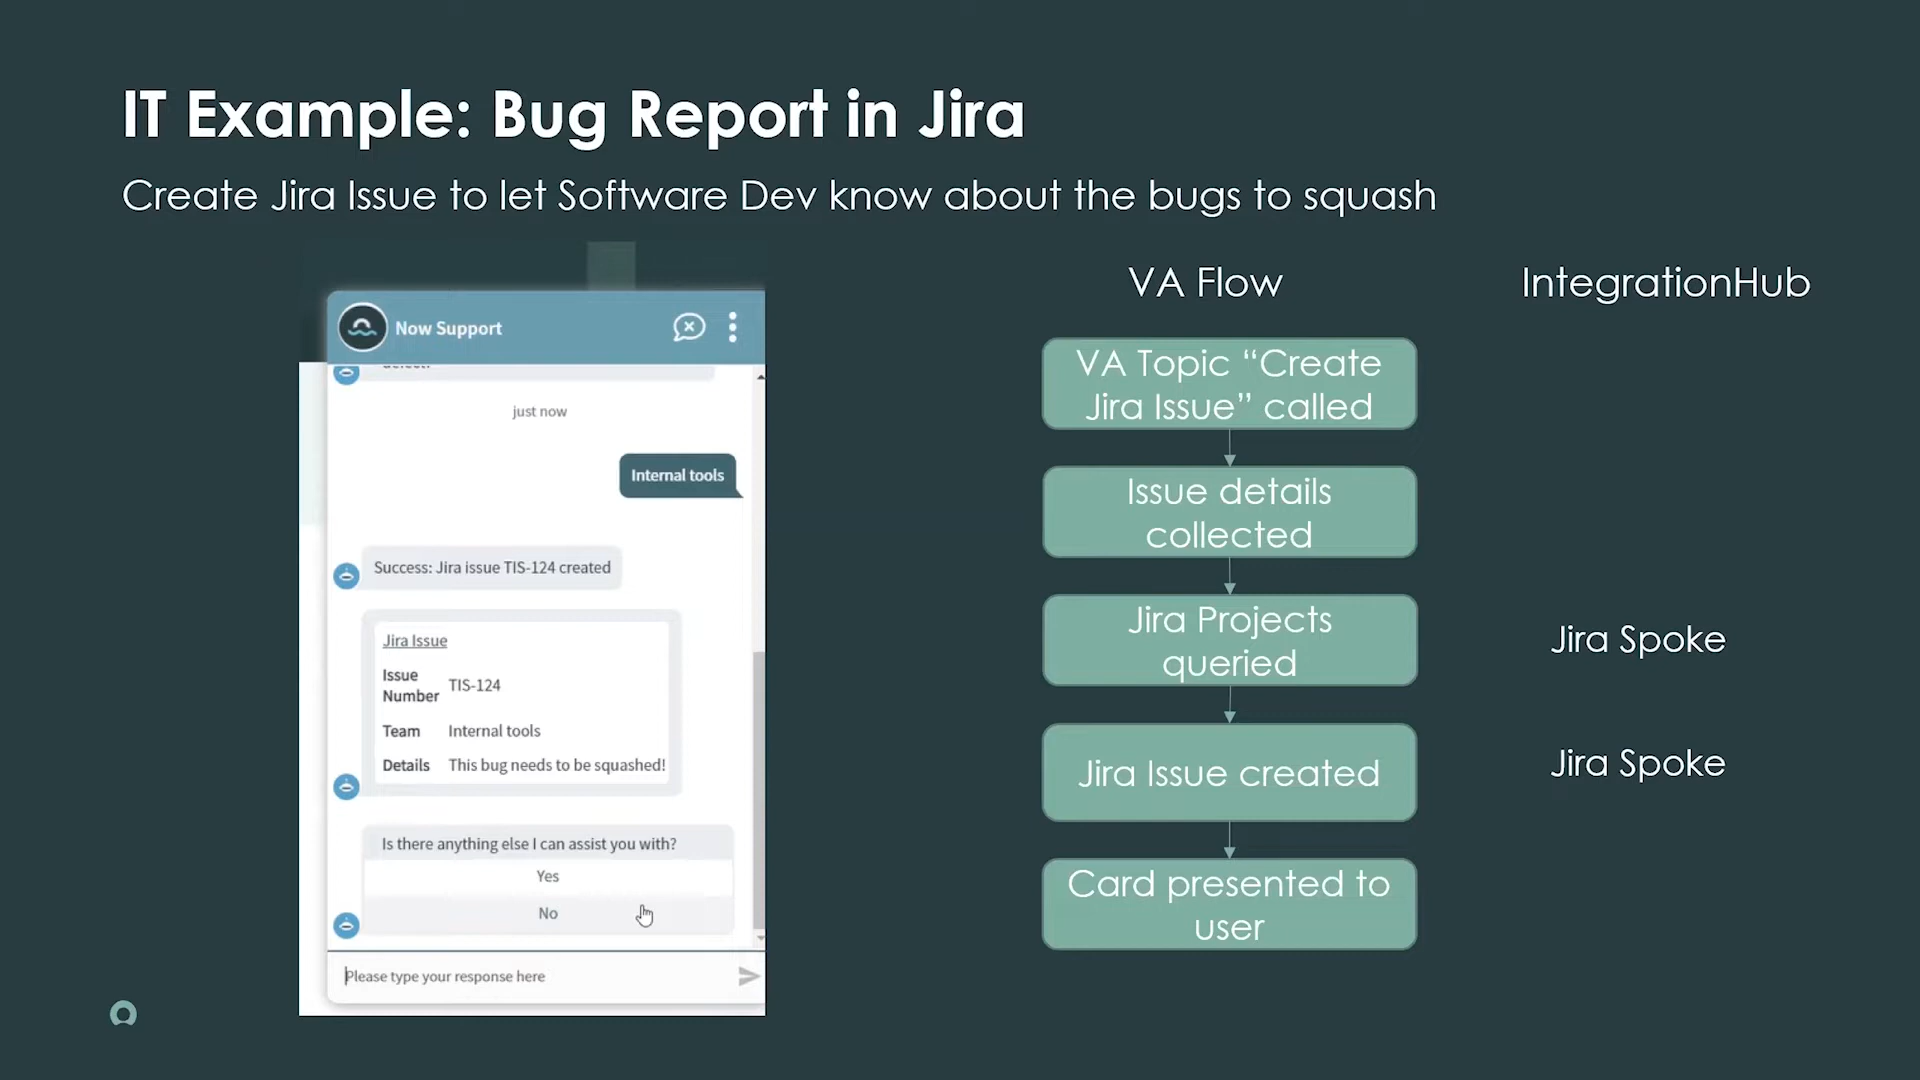 IT Example: Bug Report in Jira
Create Jira Issue to let Software Dev know about the bugs to squash
Now Support
just now
Internal tools
Success: Jira issue TIS-124 created
Jira Issue
Issue
Number TIS-124
Team Internal tools
Details This bug needs to be squashed!
Is there anything else I can assist you with?
Yes
No
Please type your response here
VA Flow
VA Topic “Create
Jira Issue” called
Issue details
collected
Jira Projects
queried
Jira Issue created
Card presented to
user
IntegrationHub
Jira Spoke
Jira Spoke